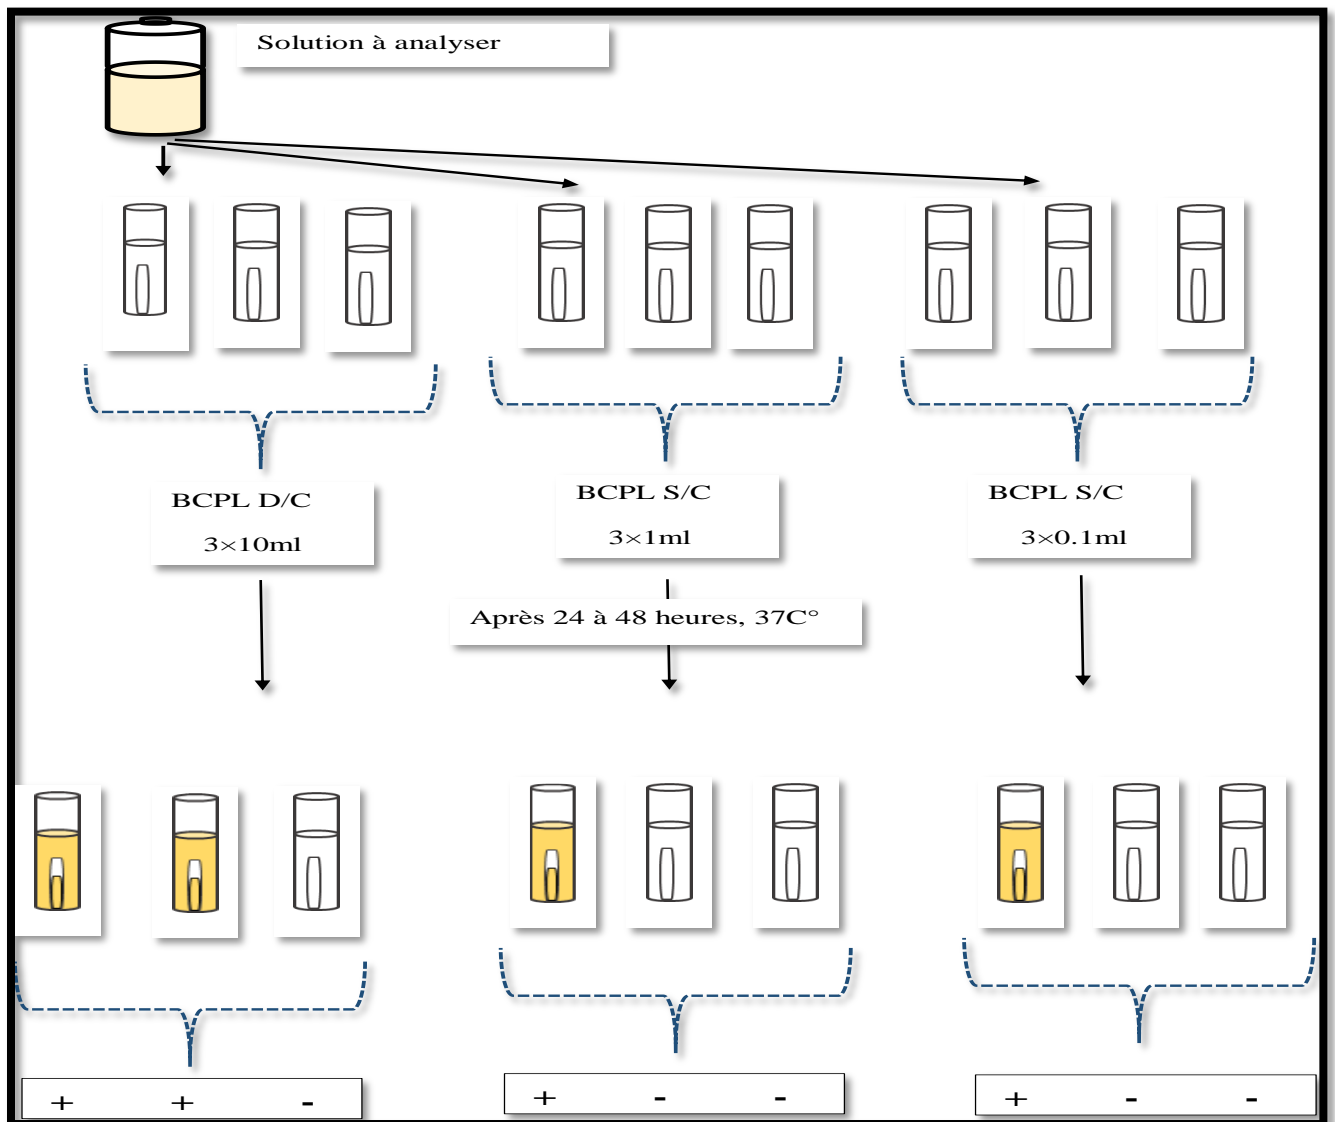 Solution à analyser
BCPL D/C
3×10ml
BCPL S/C
3×1ml
BCPL S/C
3×0.1ml
Après 24 à 48 heures, 37C°
+ + -
+ - -
+ - -